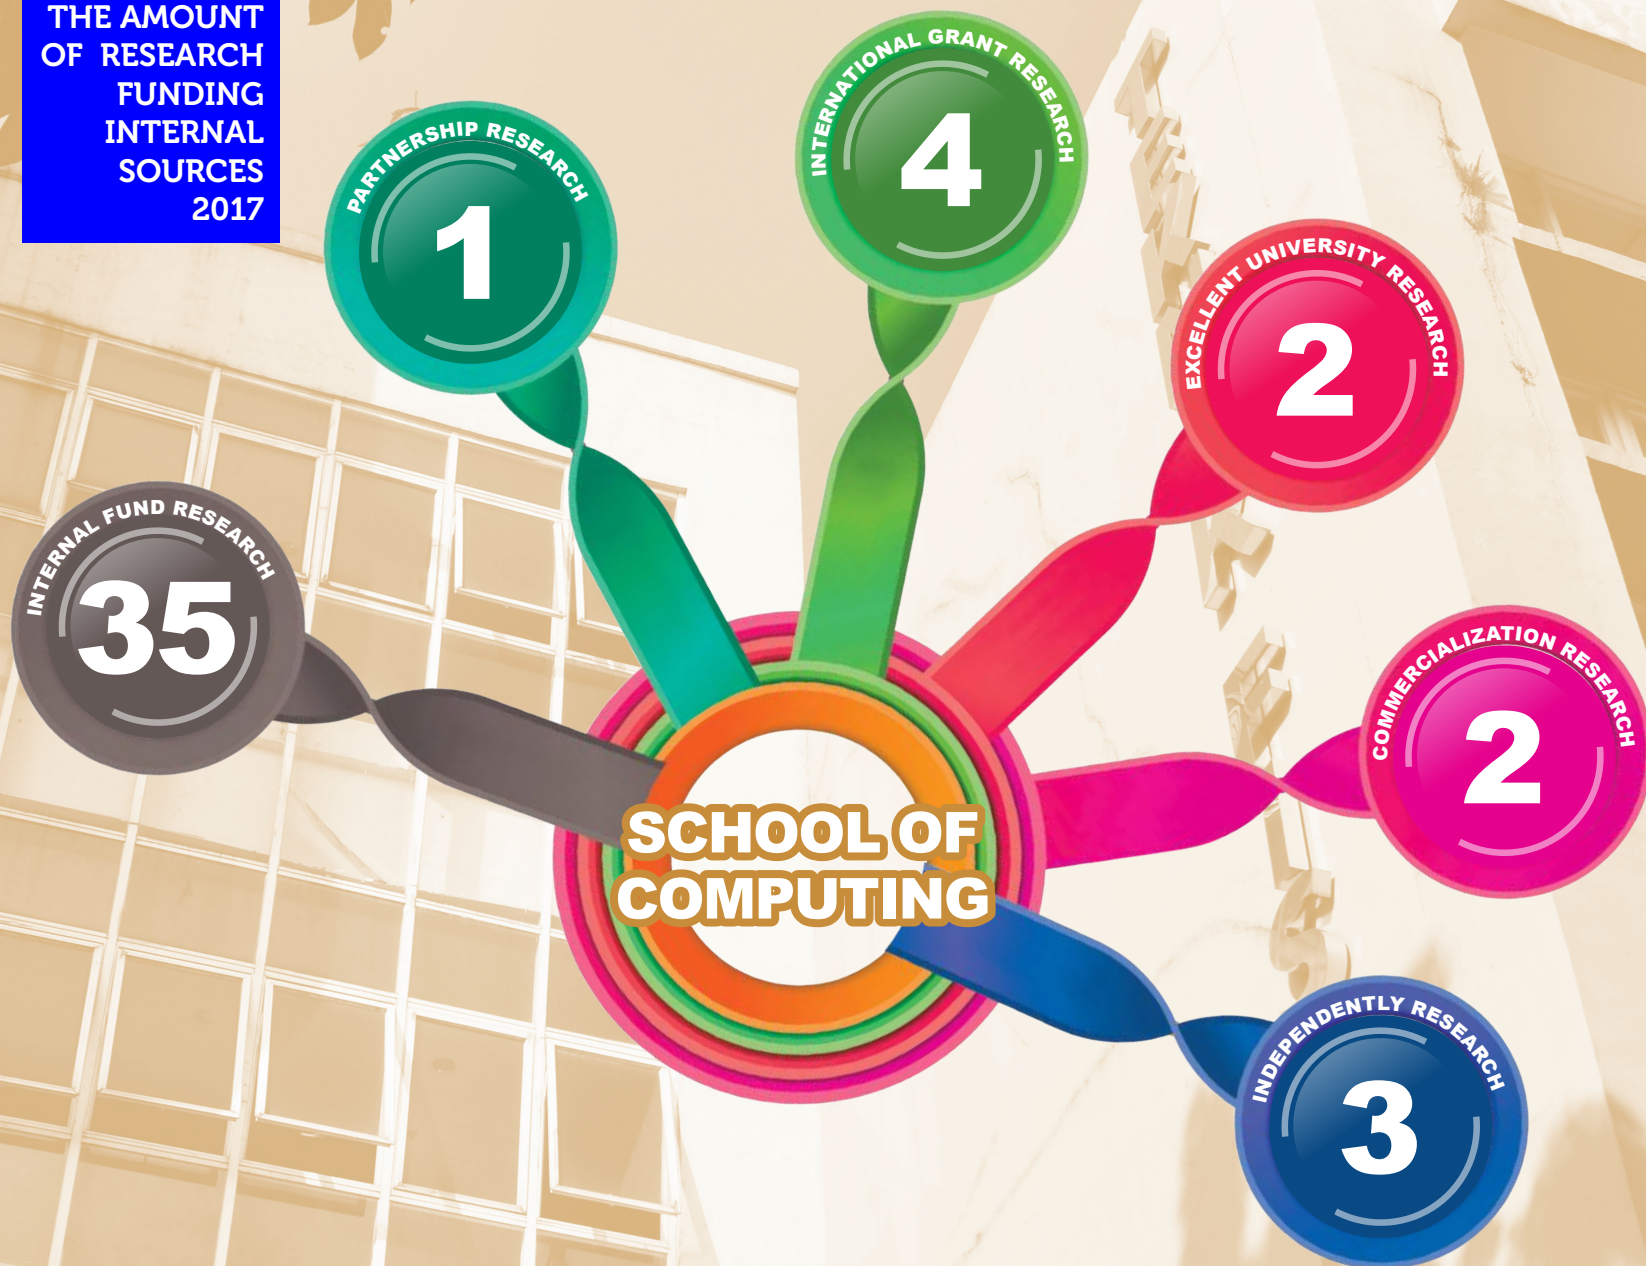 THE AMOUNT
OF RESEARCH
FUNDING
INTERNAL
SOURCES
2017
PARTNERSHIP RESEARCH
1
INTERNATIONAL GRANT RESEARCH
4
EXCELLENT UNIVERSITY RESEARCH
2
INTERNAL FUND RESEARCH
35
COMMERCIALIZATION RESEARCH
2
SCHOOL OF
COMPUTING
INDEPENDENTLY RESEARCH
3